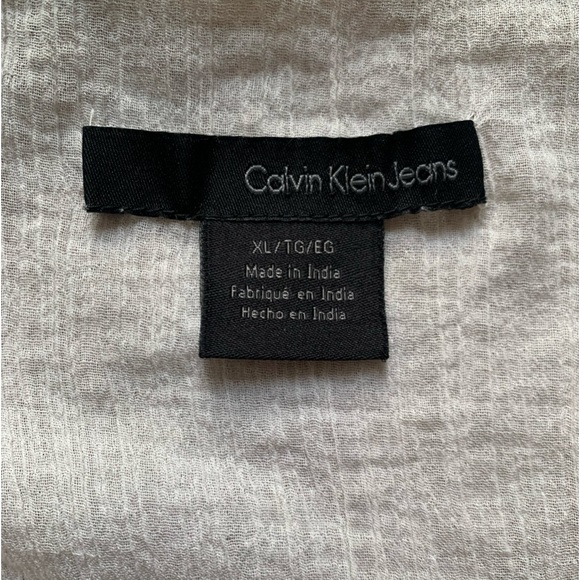 Calvin Klein Jeans
XL/TG/EG
Made in India
Fabriqué en India
Hecho en India